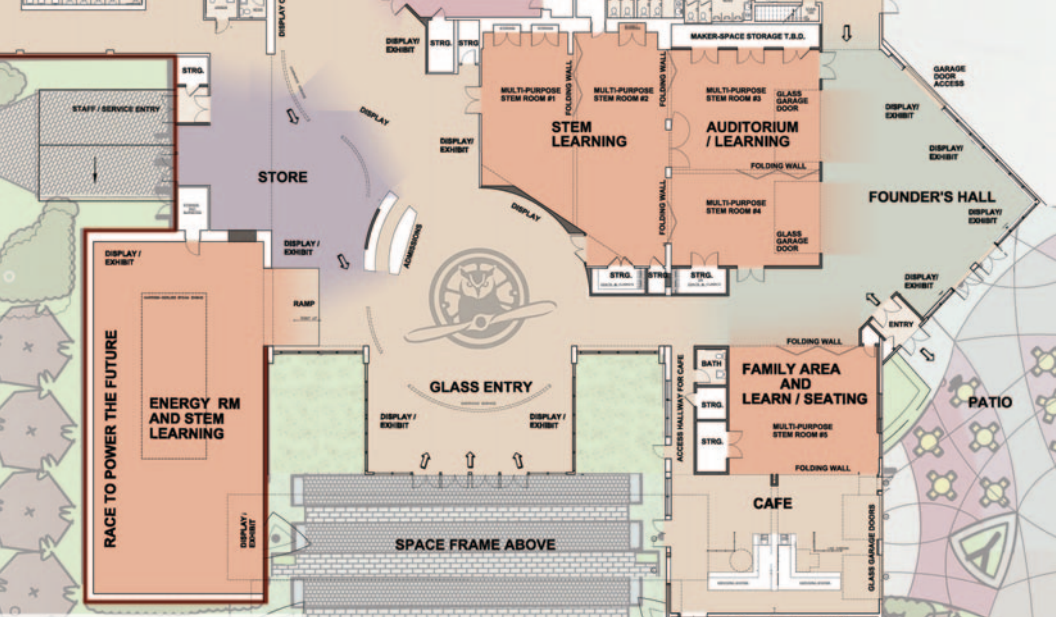 DISPLAY
DISPLAY/
EXHIBIT
STRG.
STRG
MAKER-SPACE STORAGE T.B.D.
STRG.
GARAGE
DOOR
ACCESS
STAFF / SERVICE ENTRY
MULTI-PURPOSE
STEM ROOM #1
FOLDING WALL
MULTI-PURPOSE
STEM ROOM #2
FOLDING WALL
MULTI-PURPOSE
STEM ROOM #3
GLASS
GARAGE
DOOR
DISPLAY/
EXHIBIT
DISPLAY
STEM
LEARNING
AUDITORIUM
/ LEARNING
DISPLAY/
EXHIBIT
DISPLAY/
EXHIBIT
FOLDING WALL
STORE
FOUNDER'S HALL
DISPLAY
FOLDING WALL
MULTI-PURPOSE
STEM ROOM #4
DISPLAY/
EXHIBIT
GLASS
GARAGE
DOOR
DISPLAY /
EXHIBIT
DISPLAY /
EXHIBIT
ADMISSIONS
STRG.
STRG
STRG.
DISPLAY/
EXHIBIT
RAMP
ENTRY
RACE TO POWER THE FUTURE
ENERGY RM
AND STEM
LEARNING
GLASS ENTRY
DISPLAY /
EXHIBIT
DISPLAY /
EXHIBIT
ACCESS HALLWAY FOR CAFE
BATH
STRG.
STRG.
FOLDING WALL
FAMILY AREA
AND
LEARN / SEATING
MULTI-PURPOSE
STEM ROOM #5
FOLDING WALL
PATIO
DISPLAY /
EXHIBIT
SPACE FRAME ABOVE
CAFE
GLASS GARAGE DOORS